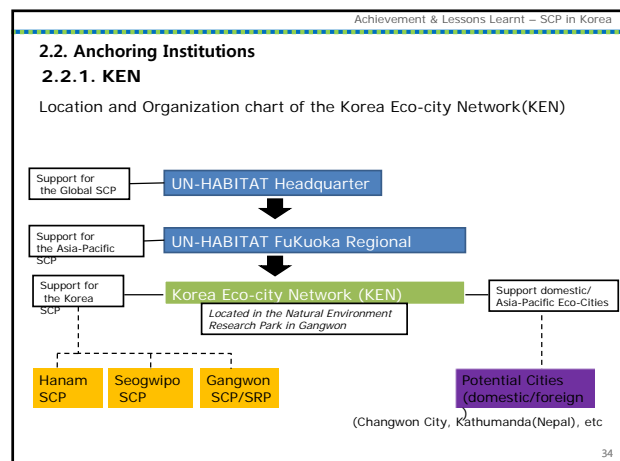 Achievement & Lessons Learnt – SCP in Korea
2.2. Anchoring Institutions
2.2.1. KEN
Location and Organization chart of the Korea Eco-city Network(KEN)
Support for
the Global SCP
UN-HABITAT Headquarter
Support for
the Asia-Pacific
SCP
UN-HABITAT FuKuoka Regional
Support for
the Korea
SCP
Korea Eco-city Network (KEN)
Located in the Natural Environment
Research Park in Gangwon
Support domestic/
Asia-Pacific Eco-Cities
Hanam
SCP
Seogwipo
SCP
Gangwon
SCP/SRP
Potential Cities
(domestic/foreign
)
(Changwon City, Kathumanda(Nepal), etc
34